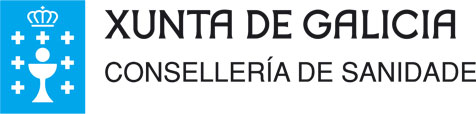 XUNTA DE GALICIA
CONSELLERÍA DE SANIDADE